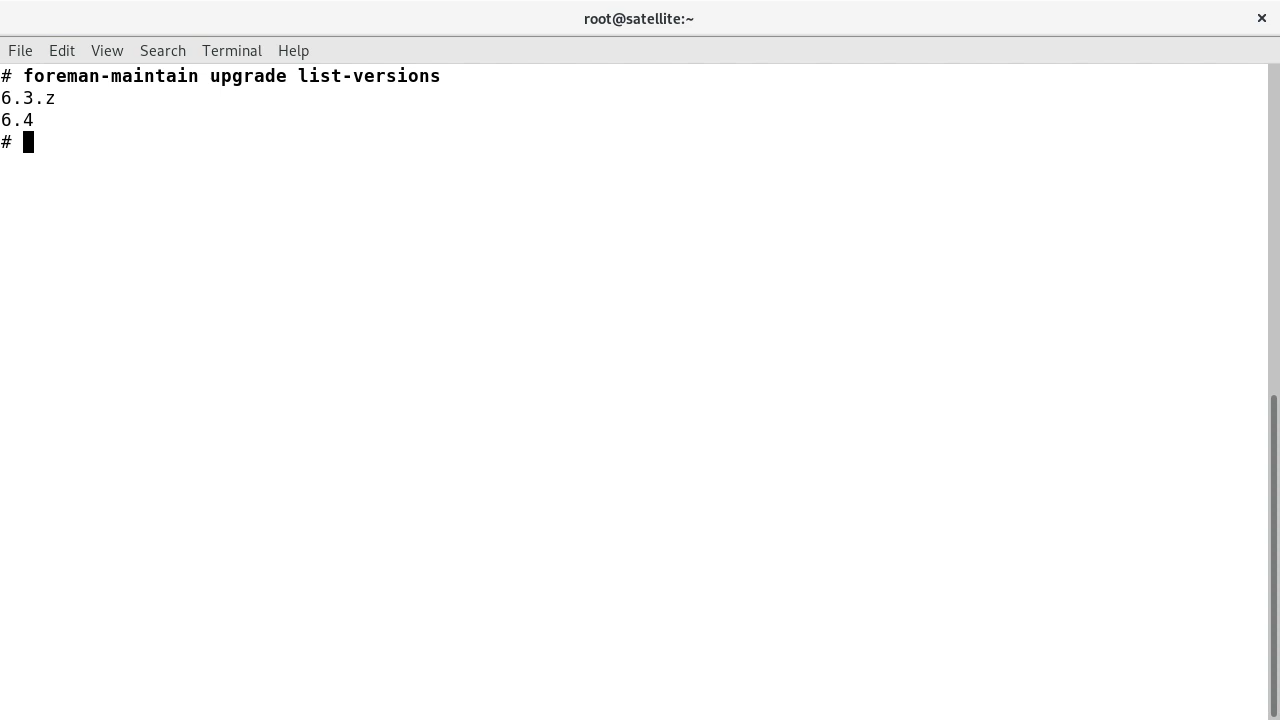 root@satellite:~ ×
File Edit View Search Terminal Help
# foreman-maintain upgrade list-versions
6.3.z
6.4
#